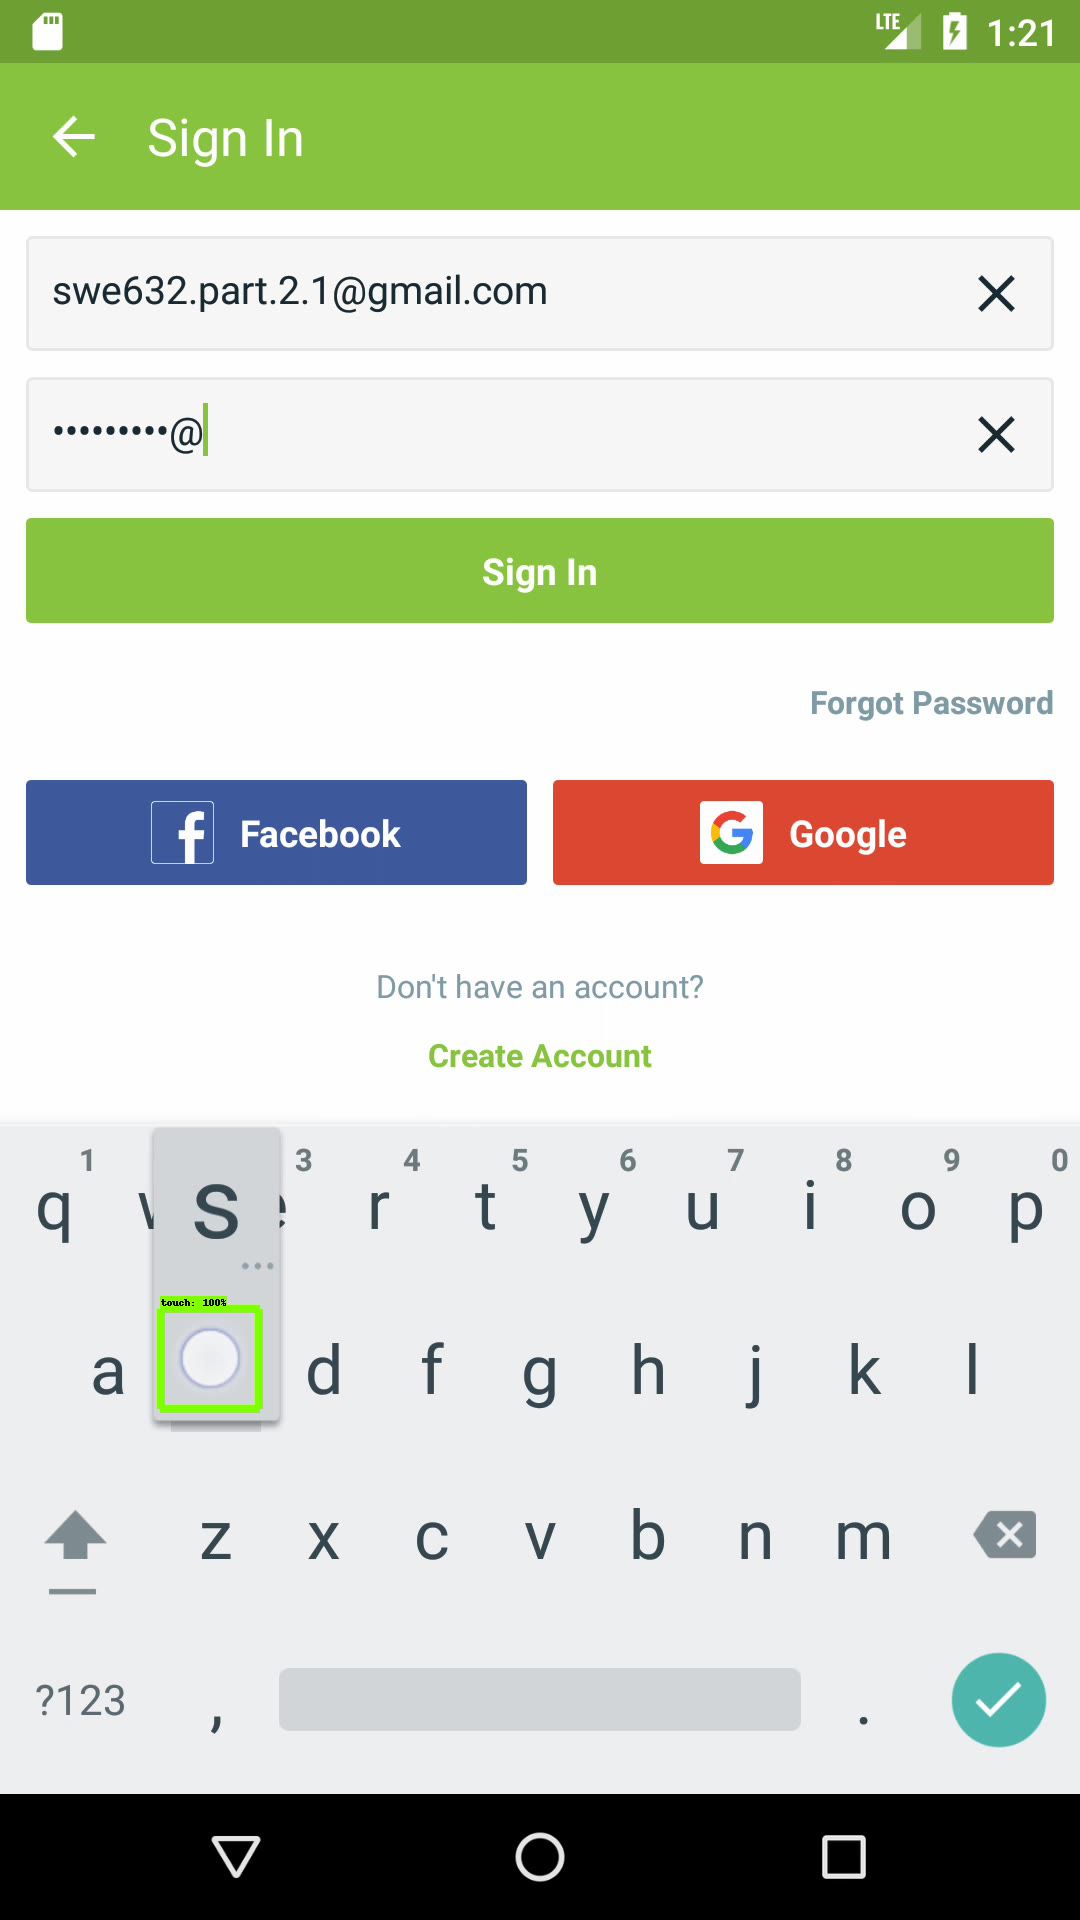 LTE 1:21
Sign In
swe632.part.2.1@gmail.com
•••••••••@
Sign In
Forgot Password
Facebook
Google
Don't have an account?
Create Account
1 3 4 5 6 7 8 9 0
q w e r t y u i o p
s
touch: 100%
a d f g h j k l
z x c v b n m
?123 , .